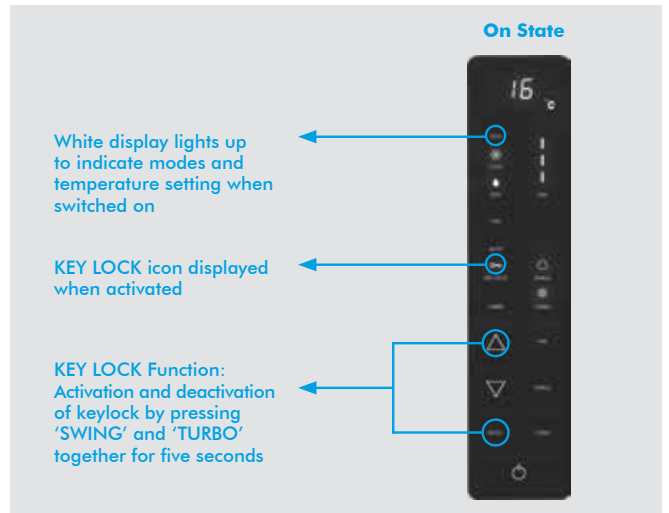 On State
16 °C
White display lights up
to indicate modes and
temperature setting when
switched on
KEY LOCK icon displayed
when activated
KEY LOCK Function:
Activation and deactivation
of keylock by pressing
‘SWING’ and ‘TURBO’
together for five seconds